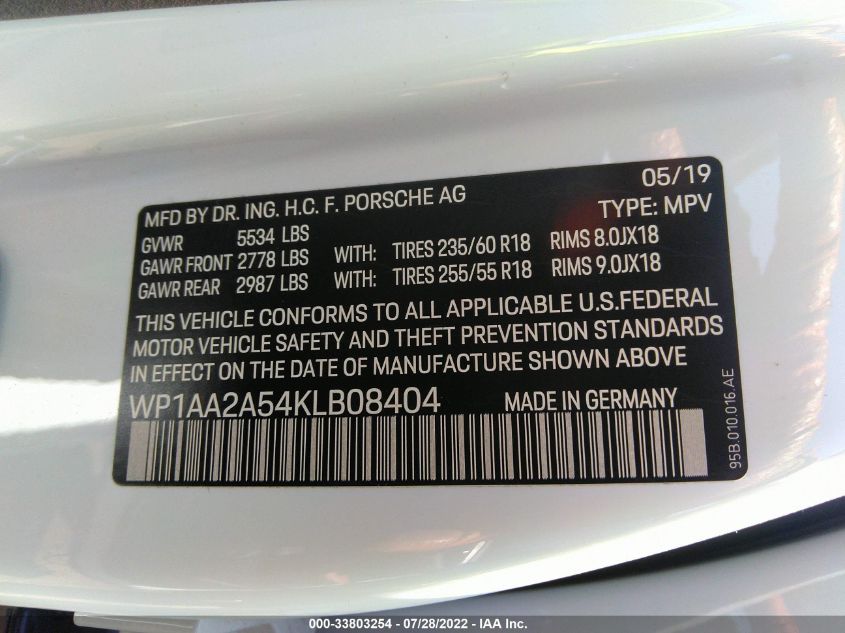 MFD BY DR. ING. H.C. F. PORSCHE AG 05/19
TYPE: MPV
GVWR 5534 LBS
GAWR FRONT 2778 LBS WITH: TIRES 235/60 R18 RIMS 8.0JX18
GAWR REAR 2987 LBS WITH: TIRES 255/55 R18 RIMS 9.0JX18
THIS VEHICLE CONFORMS TO ALL APPLICABLE U.S.FEDERAL
MOTOR VEHICLE SAFETY AND THEFT PREVENTION STANDARDS
IN EFFECT ON THE DATE OF MANUFACTURE SHOWN ABOVE
WP1AA2A54KLB08404 MADE IN GERMANY
95B.010.016.AE
000-33803254 / 07/28/2022 - IAA Inc.